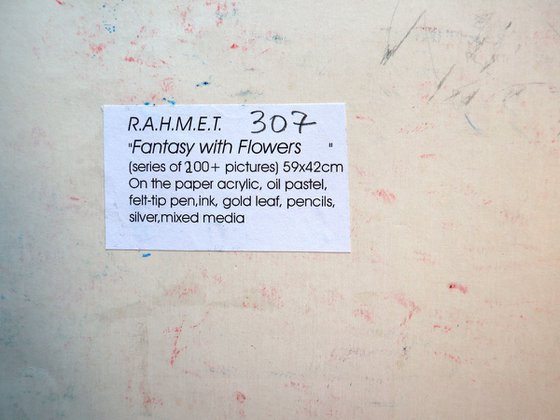 R.A.H.M.E.T. 307
"Fantasy with Flowers "
(series of 200+ pictures) 59x42cm
On the paper acrylic, oil pastel,
felt-tip pen,ink, gold leaf, pencils,
silver,mixed media